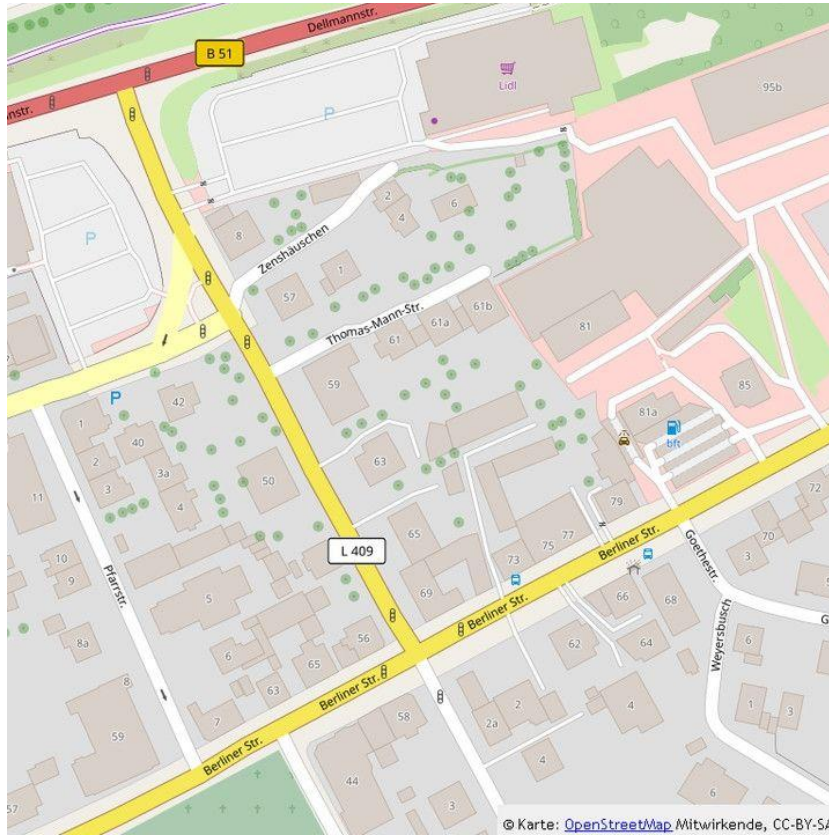 Dellmannstr.
B 51
nstr.
Lidl
95b
P
P
8
Zenshäuschen
2
4
6
1
57
Thomas-Mann-Str.
61
61a
61b
81
59
85
81a
bft
P
42
1
40
2
3a
3
4
11
50
63
79
72
L 409
65
77
75
73
Berliner Str.
70
3
Goethestr.
10
9
Pfarrstr.
5
69
Berliner Str.
66
68
Weyersbusch
G
8a
6
56
65
63
62
64
6
8
7
Berliner Str.
58
2a
2
4
1
3
59
Berliner Str.
44
4
3
6
57
© Karte: OpenStreetMap Mitwirkende, CC-BY-SA